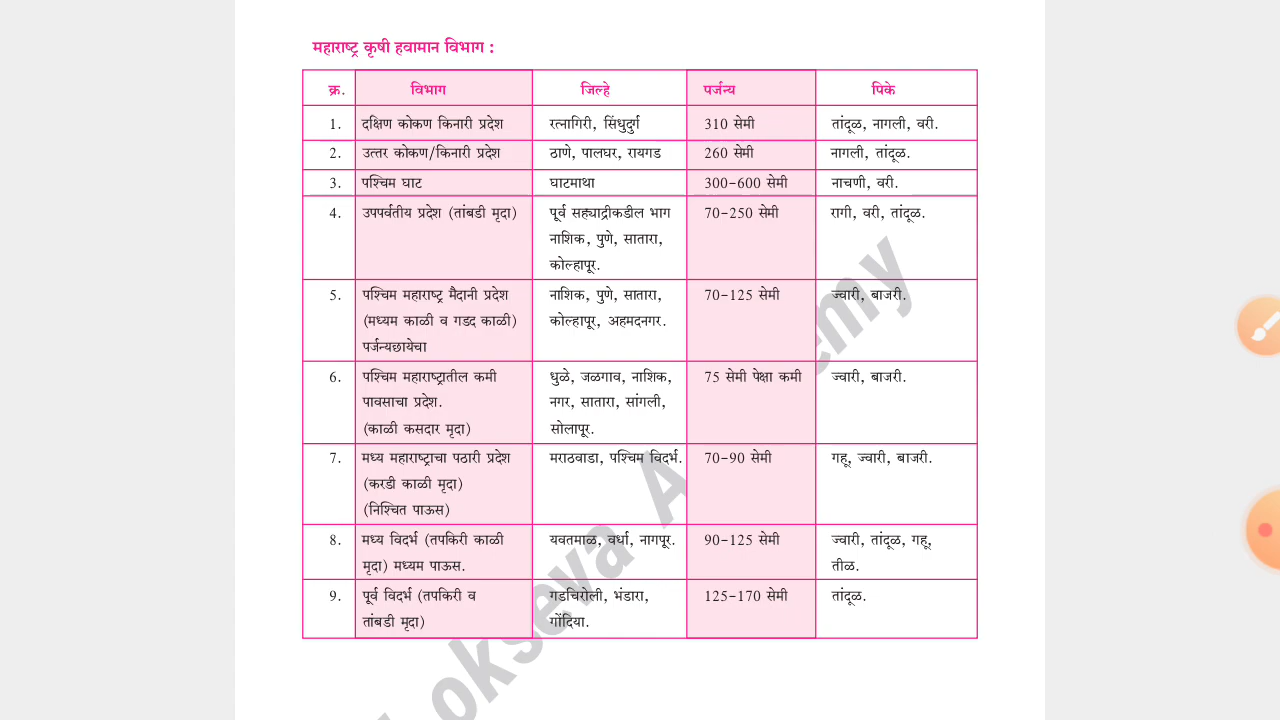 महाराष्ट्र कृषी हवामान विभाग :
क्र. विभाग जिल्हे पर्जन्य पिके
1. दक्षिण कोकण किनारी प्रदेश रत्नागिरी, सिंधुदुर्ग 310 सेमी तांदूळ, नागली, वरी.
2. उत्तर कोकण/किनारी प्रदेश ठाणे, पालघर, रायगड 260 सेमी नागली, तांदूळ.
3. पश्चिम घाट घाटमाथा 300-600 सेमी नाचणी, वरी.
4. उपपर्वतीय प्रदेश (तांबडी मृदा) पूर्व सह्याद्रीकडील भाग 70-250 सेमी रागी, वरी, तांदूळ.
नाशिक, पुणे, सातारा,
कोल्हापूर.
5. पश्चिम महाराष्ट्र मैदानी प्रदेश नाशिक, पुणे, सातारा, 70-125 सेमी ज्वारी, बाजरी.
(मध्यम काळी व गडद काळी) कोल्हापूर, अहमदनगर.
पर्जन्यछायेचा
6. पश्चिम महाराष्ट्रातील कमी धुळे, जळगाव, नाशिक, 75 सेमी पेक्षा कमी ज्वारी, बाजरी.
पावसाचा प्रदेश. नगर, सातारा, सांगली,
(काळी कसदार मृदा) सोलापूर.
7. मध्य महाराष्ट्राचा पठारी प्रदेश मराठवाडा, पश्चिम विदर्भ. 70-90 सेमी गहू, ज्वारी, बाजरी.
(करडी काळी मृदा)
(निश्चित पाऊस)
8. मध्य विदर्भ (तपकिरी काळी यवतमाळ, वर्धा, नागपूर. 90-125 सेमी ज्वारी, तांदूळ, गहू,
मृदा) मध्यम पाऊस. तीळ.
9. पूर्व विदर्भ (तपकिरी व गडचिरोली, भंडारा, 125-170 सेमी तांदूळ.
तांबडी मृदा) गोंदिया.